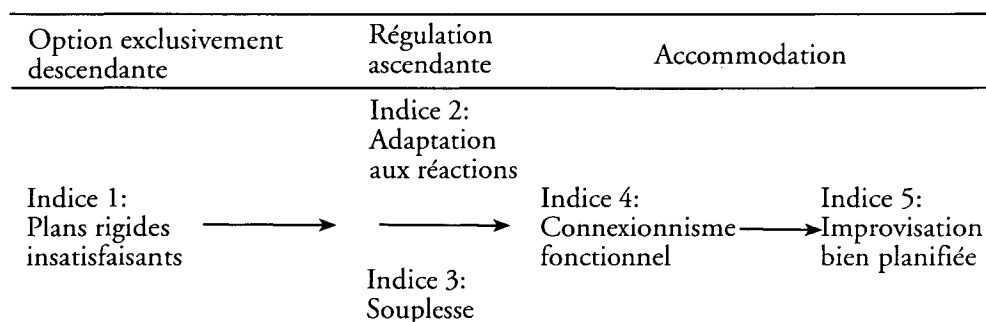 Option exclusivement
descendante
Régulation
ascendante
Accommodation
Indice 1:
Plans rigides
insatisfaisants
Indice 2:
Adaptation
aux réactions
Indice 3:
Souplesse
Indice 4:
Connexionnisme
fonctionnel
Indice 5:
Improvisation
bien planifiée